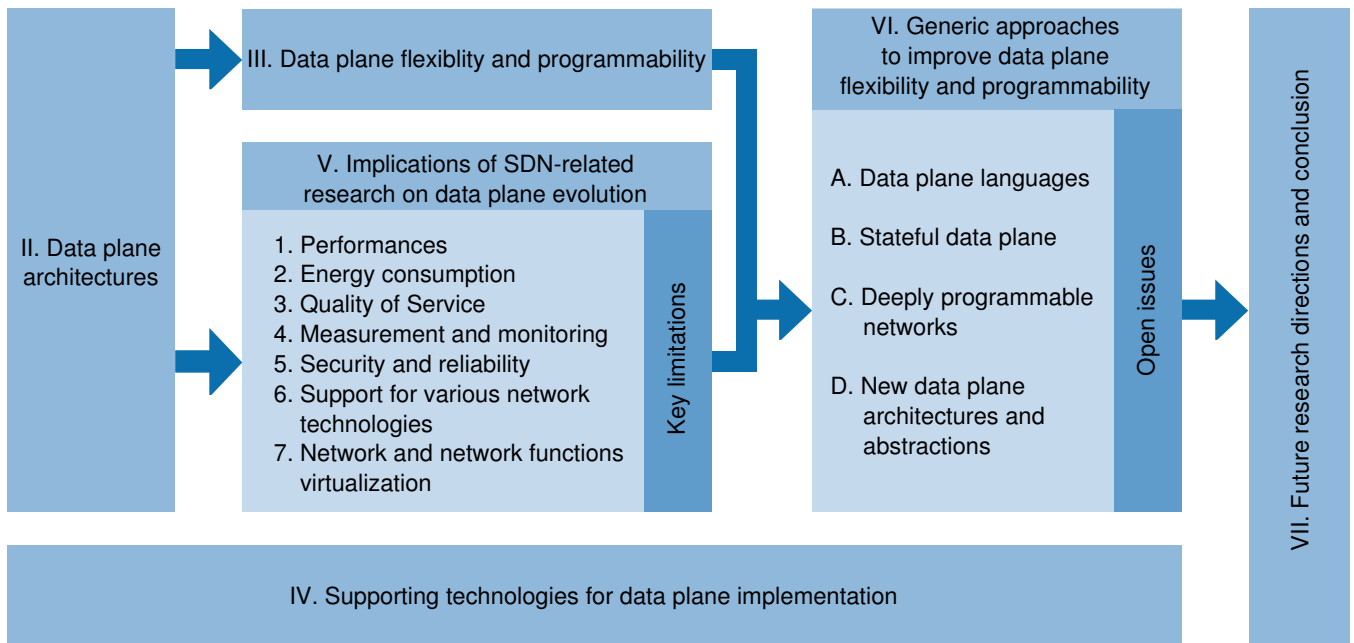 II. Data plane
architectures
III. Data plane flexiblity and programmability
V. Implications of SDN-related
research on data plane evolution
1. Performances
2. Energy consumption
3. Quality of Service
4. Measurement and monitoring
5. Security and reliability
6. Support for various network
technologies
7. Network and network functions
virtualization
Key limitations
VI. Generic approaches
to improve data plane
flexibility and programmability
A. Data plane languages
B. Stateful data plane
C. Deeply programmable
networks
D. New data plane
architectures and
abstractions
Open issues
VII. Future research directions and conclusion
IV. Supporting technologies for data plane implementation